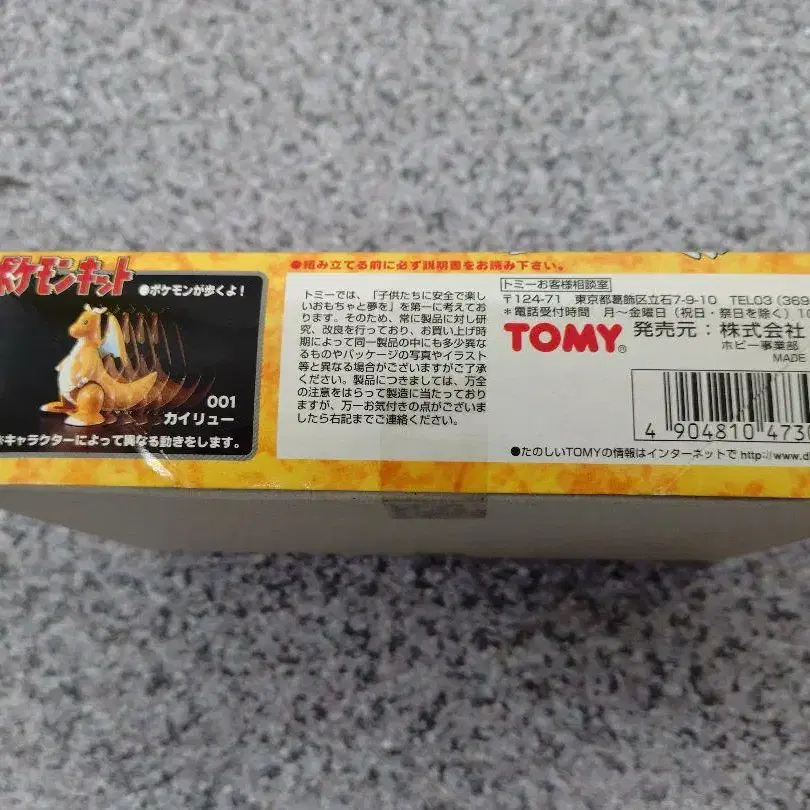 ポケモンキット
●ポケモンが歩くよ!
001
カイリュー
※キャラクターによって異なる動きをします。
●組み立てる前に必ず説明書をお読み下さい。
トミーでは、「子供たちに安全で楽し
いおもちゃと夢を」を第一に考えてお
ります。そのため、常に製品に対し研
究、改良を行っており、お買い上げ時
期によって同一製品の中にも多少異な
るものやパッケージの写真やイラスト
等と異なる場合がございますがご了承
ください。製品につきましては、万全
の注意をはらって製造に当たっており
ますが、万一お気付きの点がございま
したら右記までご連絡ください。
トミーお客様相談室
〒124-71 東京都葛飾区立石7-9-10 TEL03 (369
*電話受付時間 月〜金曜日 (祝日・祭日を除く) 10
TOMY® 発売元:株式会社
ホビー事業部
MADE
4 904810 4730
●たのしいTOMYの情報はインターネットで http://www.d